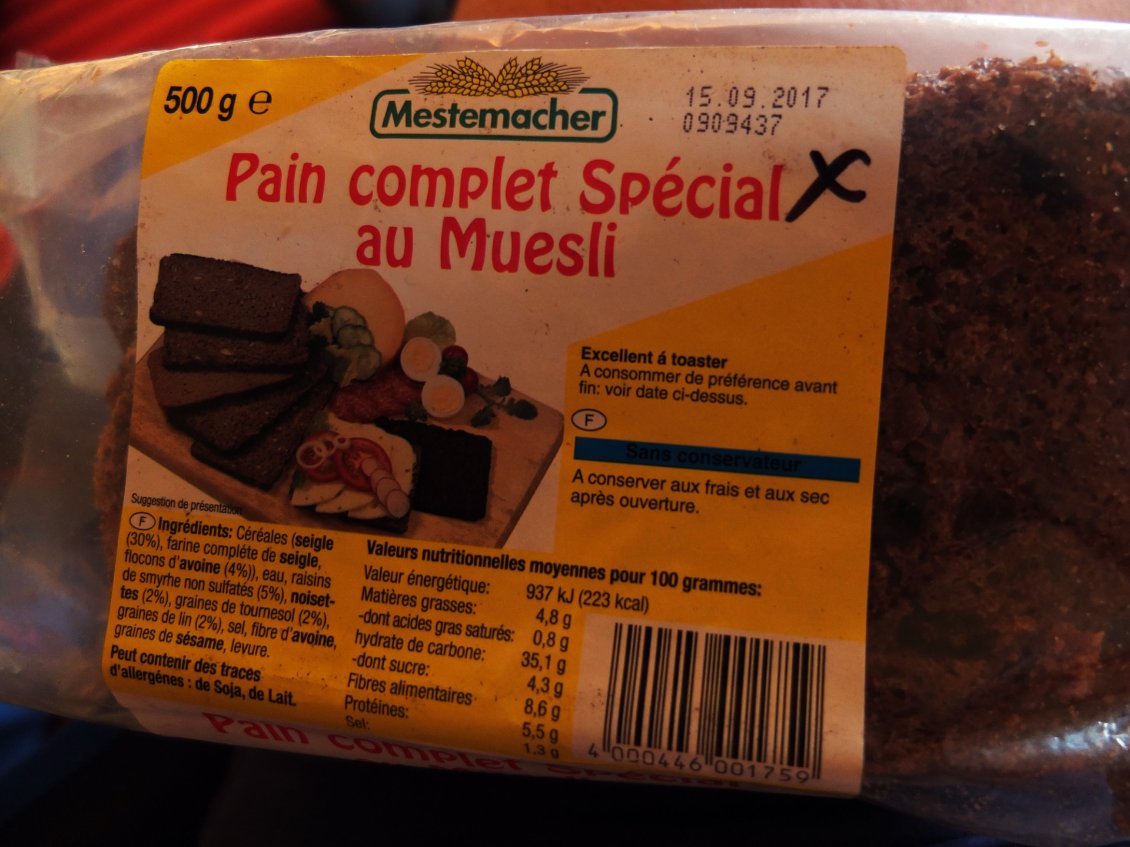 500 g e
Mestemacher
15.09.2017
0909437
Pain complet Spécial
au Muesli
Excellent á toaster
A consommer de préférence avant
fin: voir date ci-dessus.
F
Sans conservateur
A conserver aux frais et aux sec
après ouverture.
Suggestion de présentation
F Ingrédients: Céréales (seigle
(30%), farine complète de seigle,
flocons d'avoine (4%)), eau, raisins
de smyrhe non sulfatés (5%), noiset-
tes (2%), graines de tournesol (2%),
graines de lin (2%), sel, fibre d'avoine,
graines de sésame, levure.
Peut contenir des traces
d'allergénes : de Soja, de Lait.
Valeurs nutritionnelles moyennes pour 100 grammes:
Valeur énergétique: 937 kJ (223 kcal)
Matières grasses: 4,8 g
-dont acides gras saturés: 0,8 g
hydrate de carbone: 35,1 g
-dont sucre: 4,3 g
Fibres alimentaires 8,6 g
Protéines: 5,5 g
Sel: 1,3 g
4 000446 001759
Pain complet Spécial